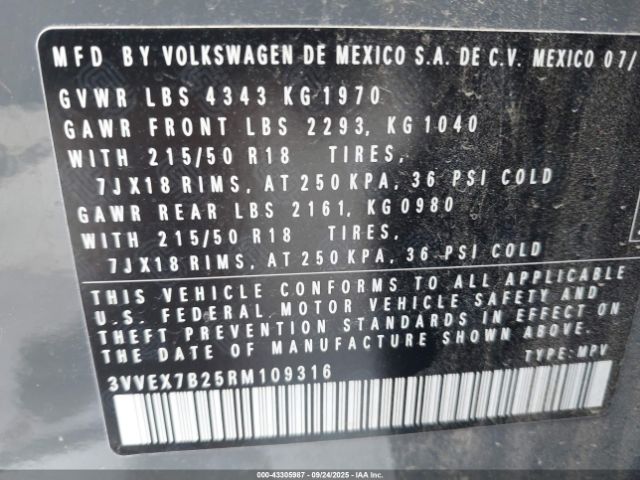 MFD BY VOLKSWAGEN DE MEXICO S.A. DE C.V. MEXICO 07/
GVWR LBS 4343 KG 1970
GAWR FRONT LBS 2293, KG 1040
WITH 215/50 R18 TIRES,
7JX18 RIMS, AT 250 KPA, 36 PSI COLD
GAWR REAR LBS 2161, KG 0980
WITH 215/50 R18 TIRES,
7JX18 RIMS, AT 250 KPA, 36 PSI COLD
THIS VEHICLE CONFORMS TO ALL APPLICABLE
U.S. FEDERAL MOTOR VEHICLE SAFETY AND
THEFT PREVENTION STANDARDS IN EFFECT ON
THE DATE OF MANUFACTURE SHOWN ABOVE.
3VVEX7B25RM109316 TYPE: MPV
000-43305987 - 09/24/2025 - IAAI.COM